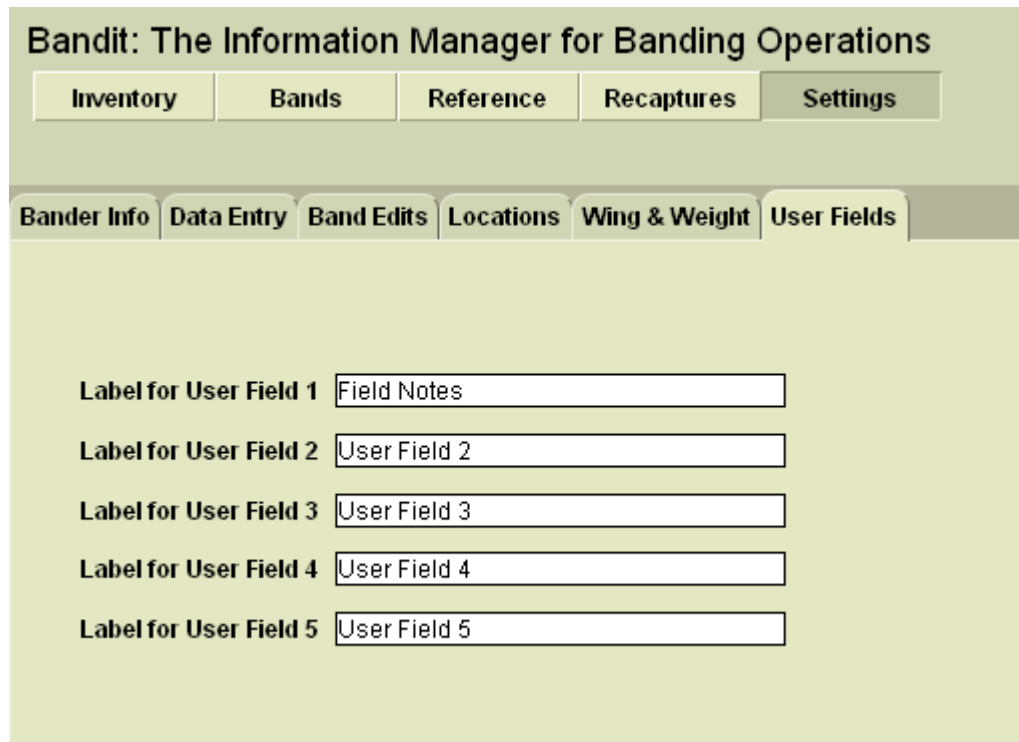 Bandit: The Information Manager for Banding Operations
Inventory Bands Reference Recaptures Settings
Bander Info Data Entry Band Edits Locations Wing & Weight User Fields
Label for User Field 1 Field Notes
Label for User Field 2 User Field 2
Label for User Field 3 User Field 3
Label for User Field 4 User Field 4
Label for User Field 5 User Field 5